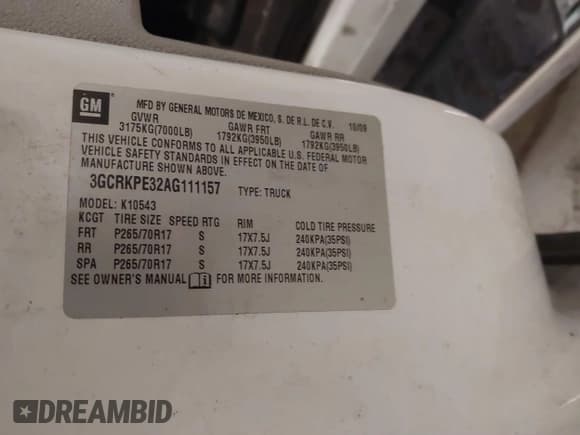 GM
MFD BY GENERAL MOTORS DE MEXICO, S. DE R.L. DE C.V. 10/09
GVWR GAWR FRT GAWR RR
3175KG(7000LB) 1792KG(3950LB) 1792KG(3950LB)
THIS VEHICLE CONFORMS TO ALL APPLICABLE U.S. FEDERAL MOTOR
VEHICLE SAFETY STANDARDS IN EFFECT ON THE DATE OF
MANUFACTURE SHOWN ABOVE.
3GCRKPE32AG111157 TYPE: TRUCK
MODEL: K10543
KCGT TIRE SIZE SPEED RTG RIM COLD TIRE PRESSURE
FRT P265/70R17 S 17X7.5J 240KPA(35PSI)
RR P265/70R17 S 17X7.5J 240KPA(35PSI)
SPA P265/70R17 S 17X7.5J 240KPA(35PSI)
SEE OWNER'S MANUAL FOR MORE INFORMATION.
DREAMBID